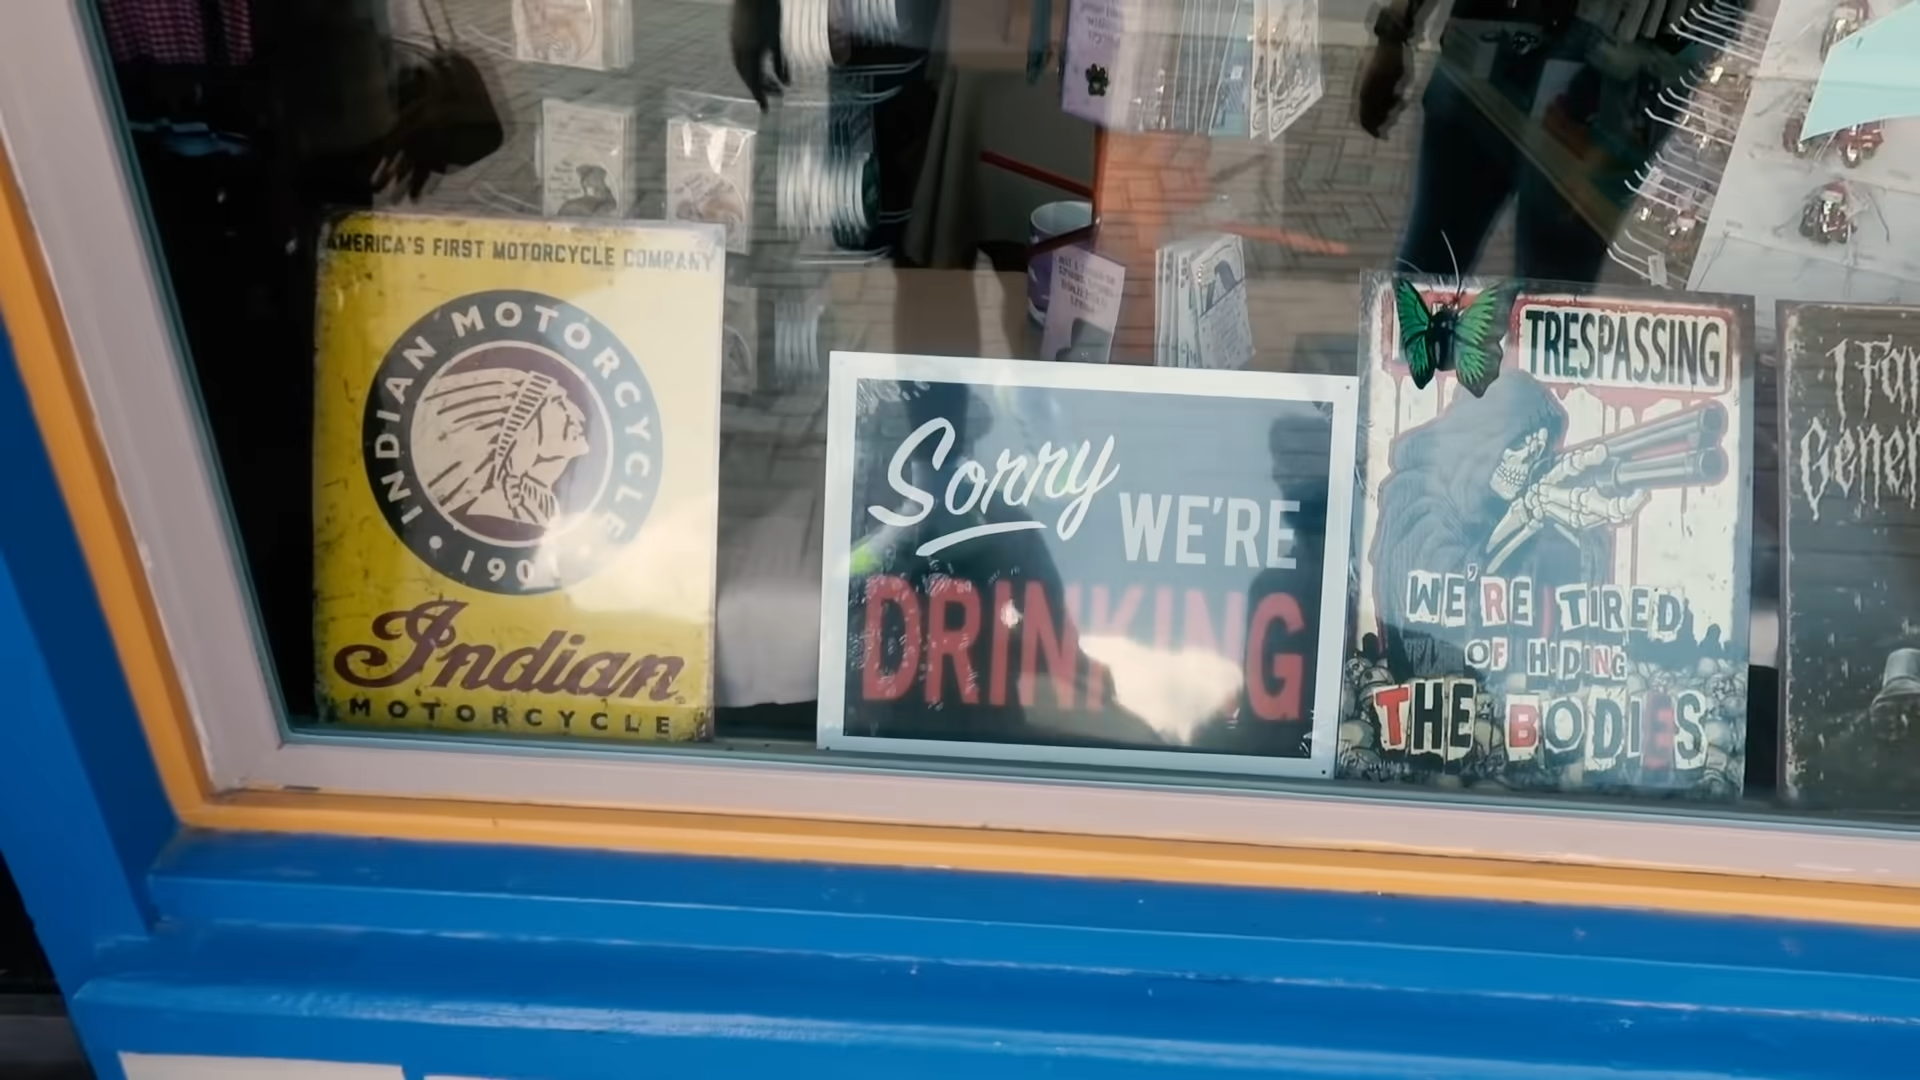 AMERICA'S FIRST MOTORCYCLE COMPANY
INDIAN MOTORCYCLE
Indian
MOTORCYCLE
Sorry
WE'RE
DRINKING
TRESPASSING
WE'RE TIRED
OF HIDING
THE BODIES